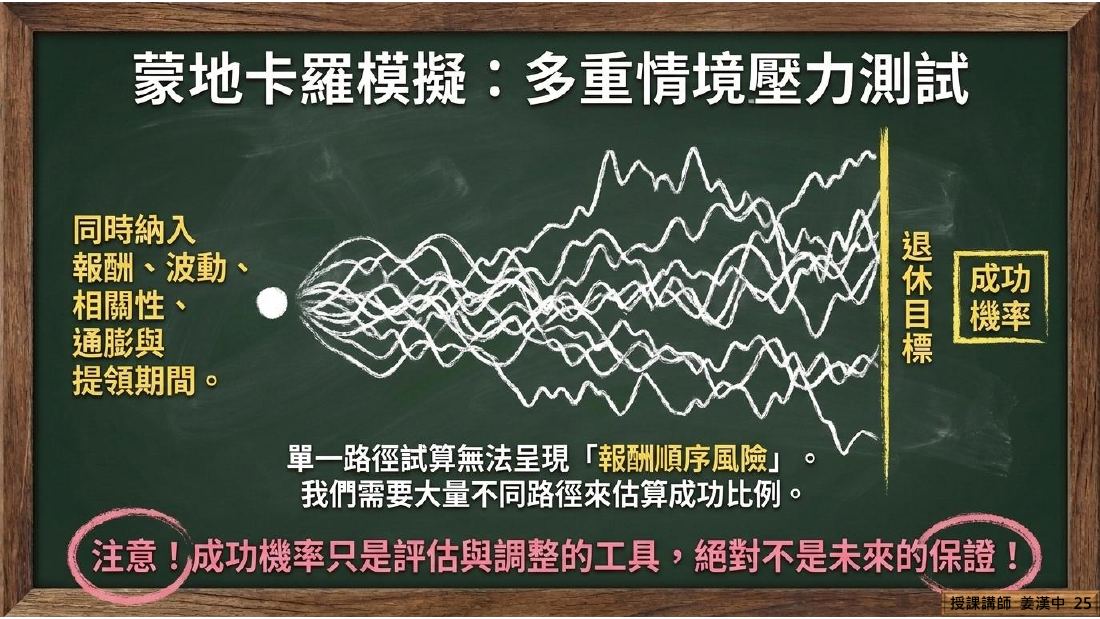 蒙地卡羅模擬：多重情境壓力測試
同時納入
報酬、波動、
相關性、
通膨與
提領期間。
退休目標
成功
機率
單一路徑試算無法呈現「報酬順序風險」。
我們需要大量不同路徑來估算成功比例。
注意！成功機率只是評估與調整的工具，絕對不是未來的保證！
授課講師 姜漢中 25